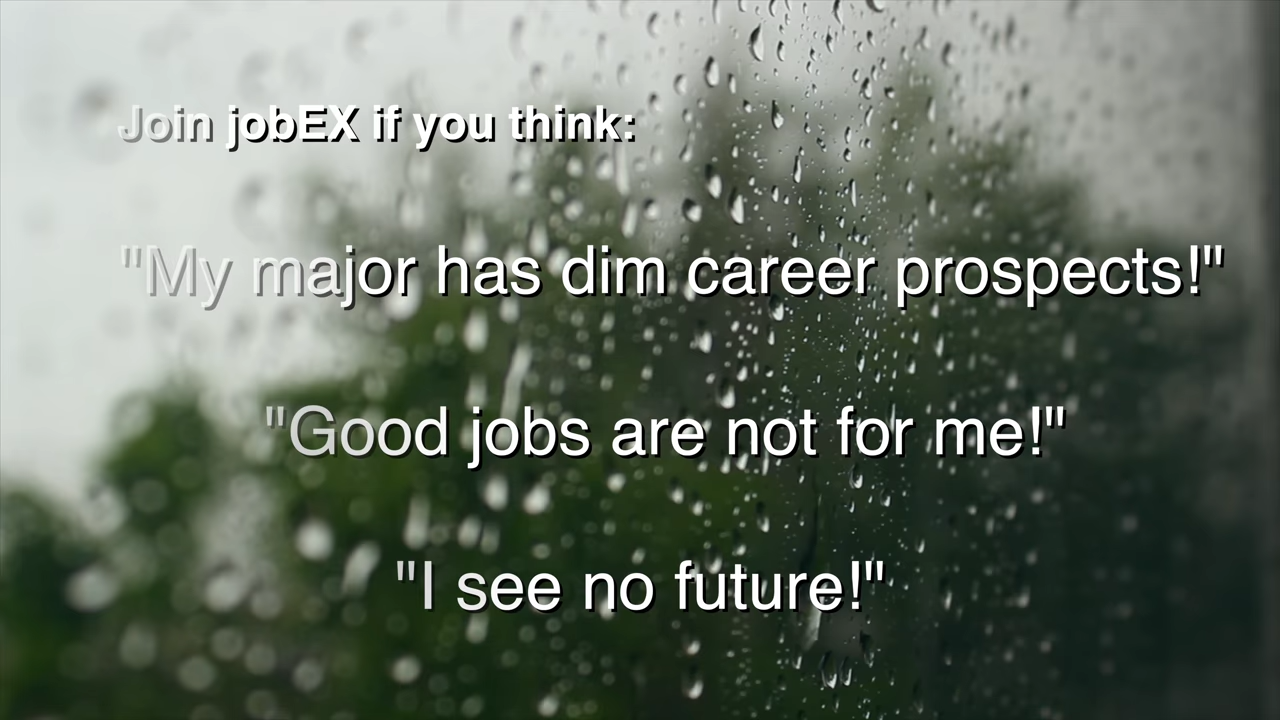 Join jobEX if you think:
"My major has dim career prospects!"
"Good jobs are not for me!"
"I see no future!"